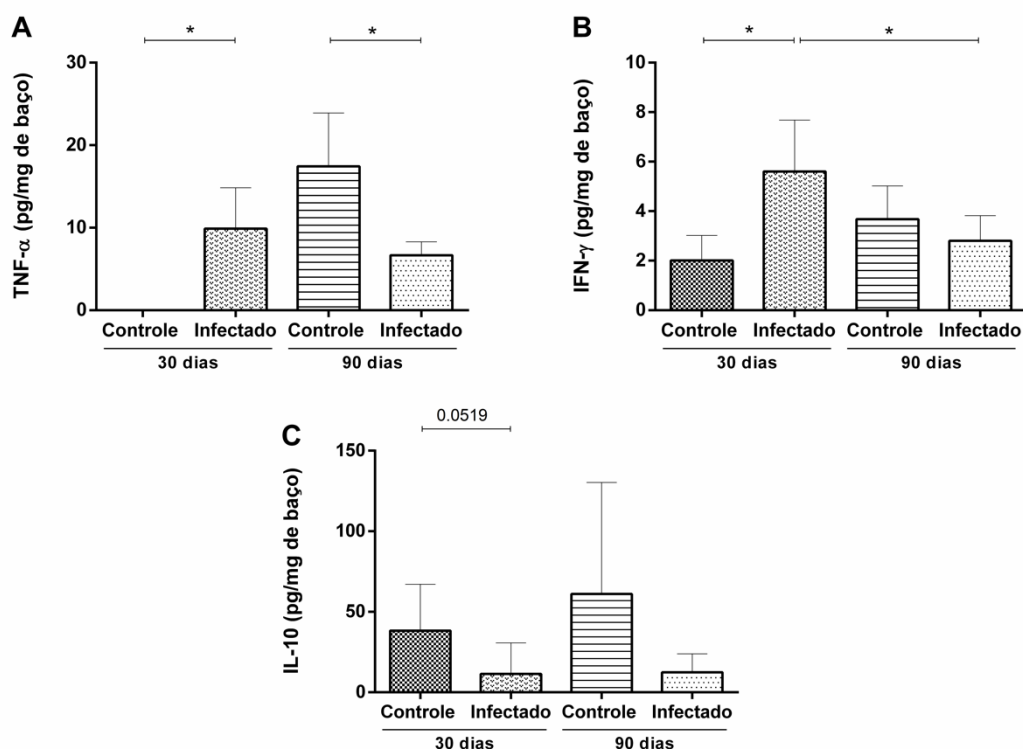 A
*
*
TNF-α (pg/mg de baço)
30
20
10
0
Controle Infectado Controle Infectado
30 dias 90 dias
B
*
*
IFN-γ (pg/mg de baço)
10
8
6
4
2
0
Controle Infectado Controle Infectado
30 dias 90 dias
C
0.0519
IL-10 (pg/mg de baço)
150
100
50
0
Controle Infectado Controle Infectado
30 dias 90 dias